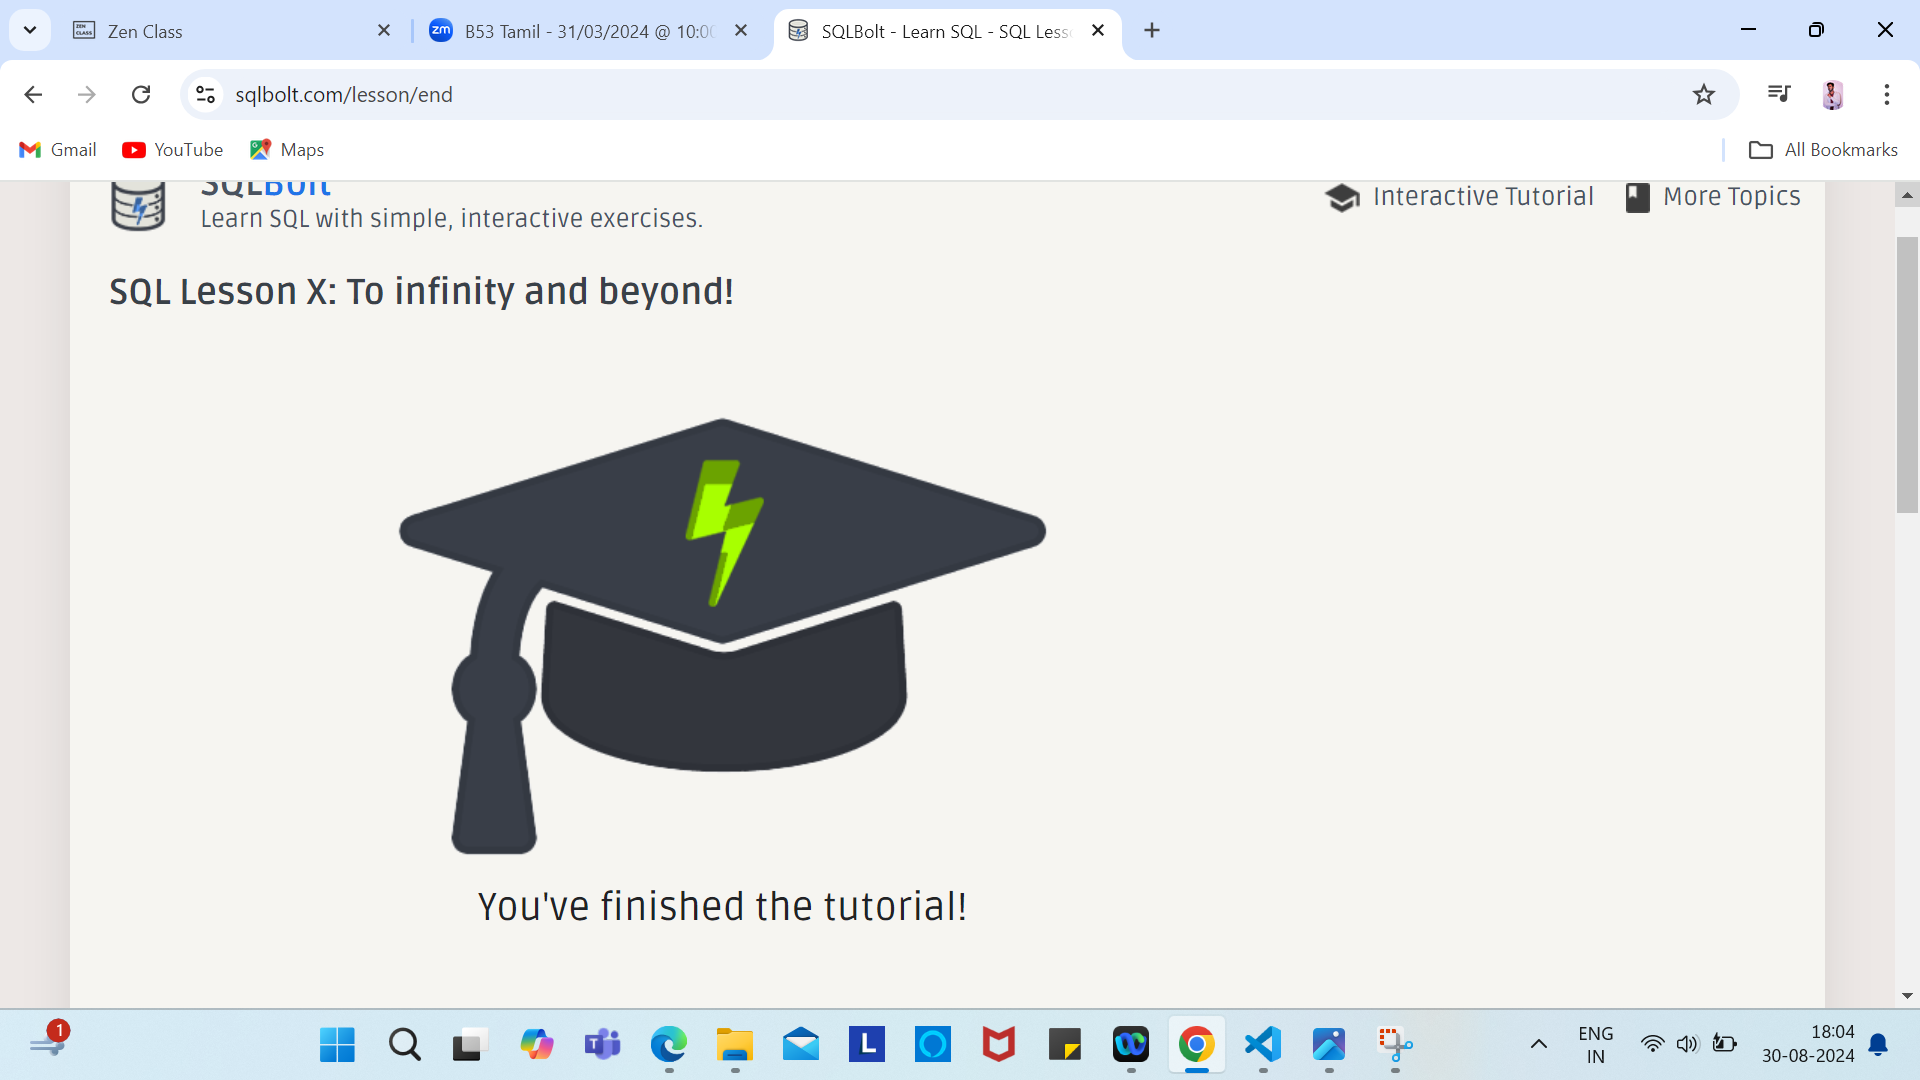 Zen Class
B53 Tamil - 31/03/2024 @ 10:00
SQLBolt - Learn SQL - SQL Less
sqlbolt.com/lesson/end
Gmail
YouTube
Maps
All Bookmarks
SQLBolt
Learn SQL with simple, interactive exercises.
Interactive Tutorial
More Topics
SQL Lesson X: To infinity and beyond!
You've finished the tutorial!
1
ENG
IN
18:04
30-08-2024